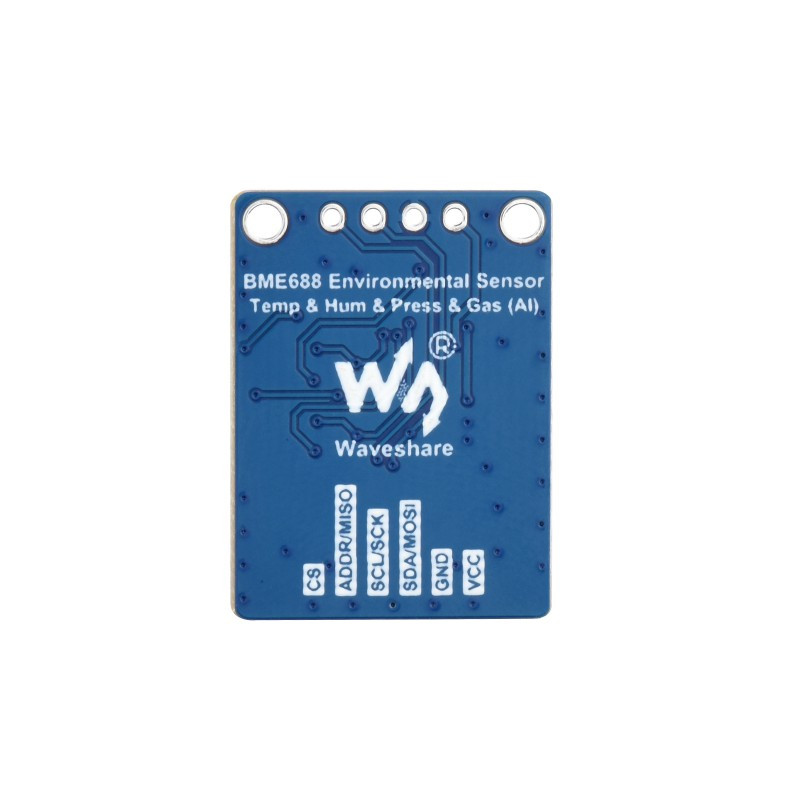 BME688 Environmental Sensor
Temp & Hum & Press & Gas (AI)
®
Waveshare
CS
ADDR/MISO
SCL/SCK
SDA/MOSI
GND
VCC